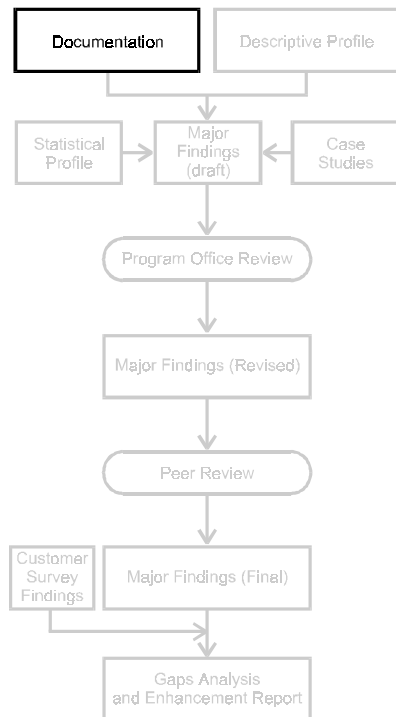 Documentation
Descriptive Profile
Statistical
Profile
Major
Findings
(draft)
Case
Studies
Program Office Review
Major Findings (Revised)
Peer Review
Customer
Survey
Findings
Major Findings (Final)
Gaps Analysis
and Enhancement Report